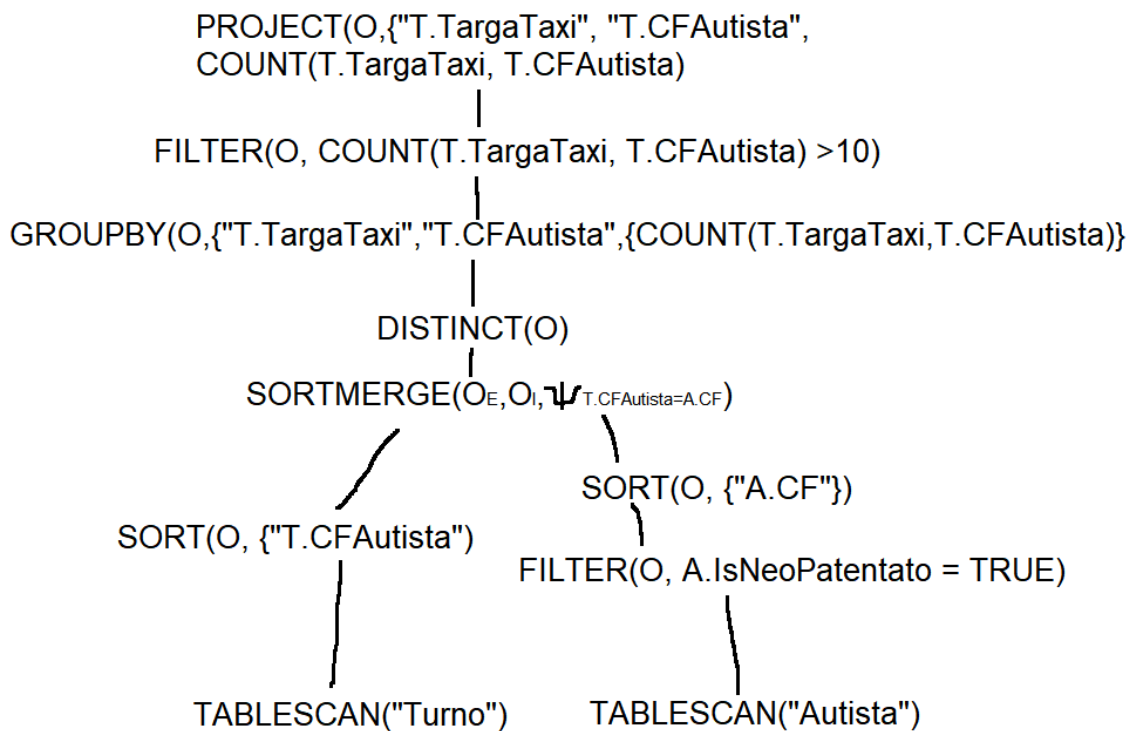 PROJECT(O,{"T.TargaTaxi", "T.CFAutista",
COUNT(T.TargaTaxi, T.CFAutista)
FILTER(O, COUNT(T.TargaTaxi, T.CFAutista) >10)
GROUPBY(O,{"T.TargaTaxi","T.CFAutista",{COUNT(T.TargaTaxi,T.CFAutista)}
DISTINCT(O)
SORTMERGE(OE,OI,ψT.CFAutista=A.CF)
SORT(O, {"A.CF"})
SORT(O, {"T.CFAutista")
FILTER(O, A.IsNeoPatentato = TRUE)
TABLESCAN("Turno")
TABLESCAN("Autista")